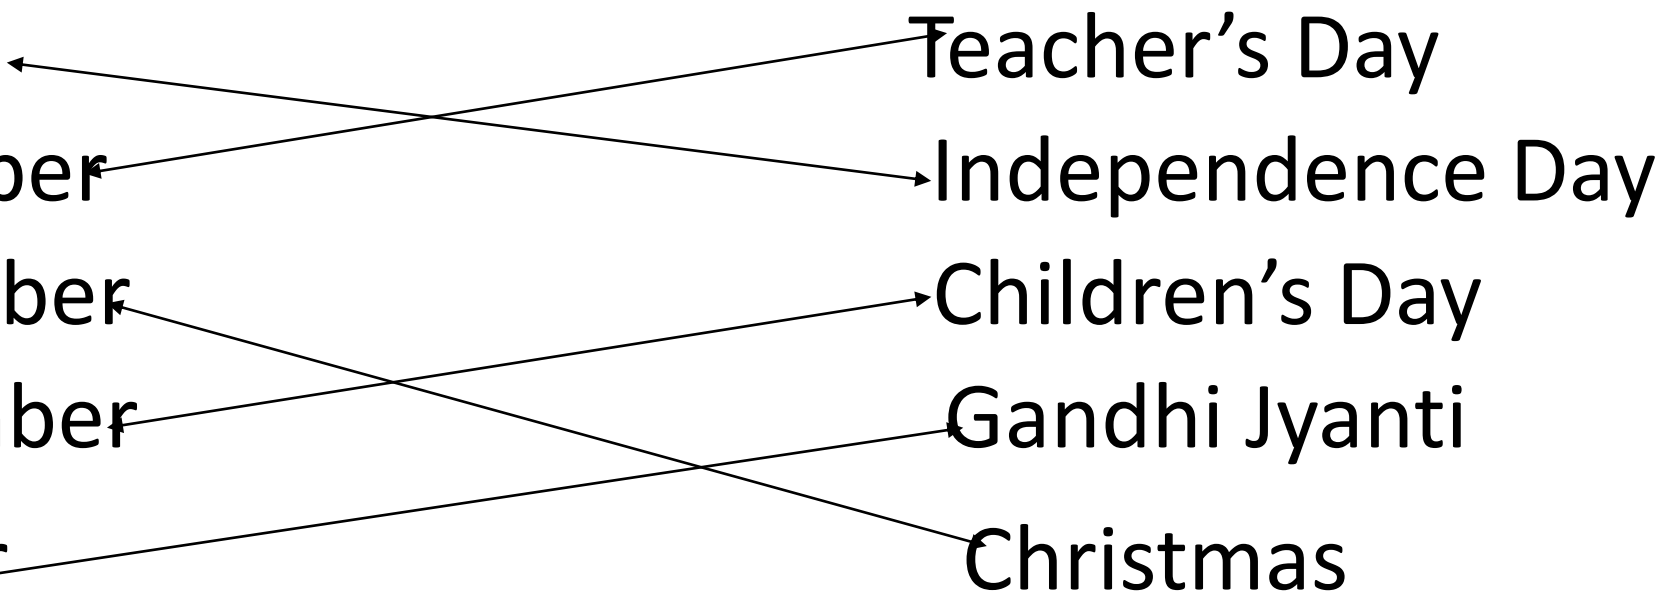 Teacher’s Day
ber Independence Day
ber Children’s Day
ber Gandhi Jyanti
Christmas